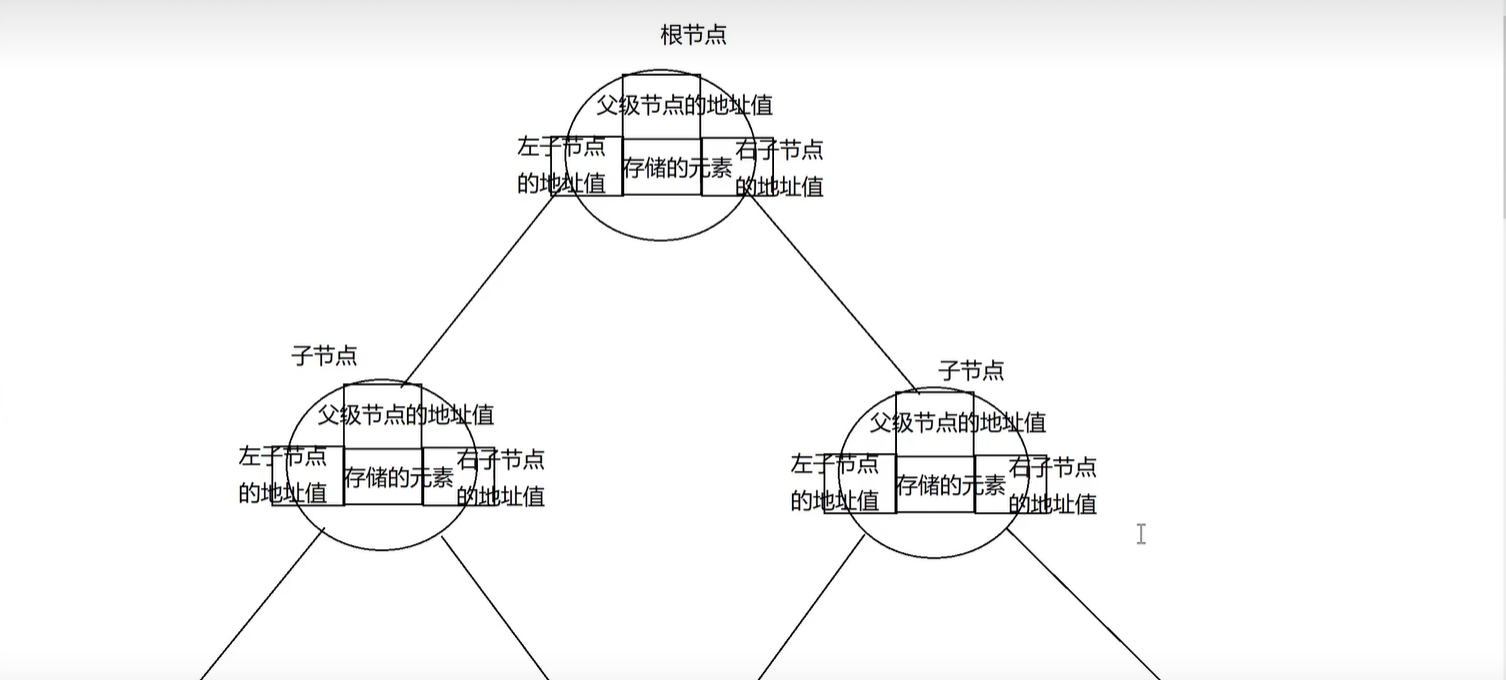 根节点
父级节点的地址值
左子节点
的地址值
存储的元素
右子节点
的地址值
子节点
父级节点的地址值
左子节点
的地址值
存储的元素
右子节点
的地址值
子节点
父级节点的地址值
左子节点
的地址值
存储的元素
右子节点
的地址值